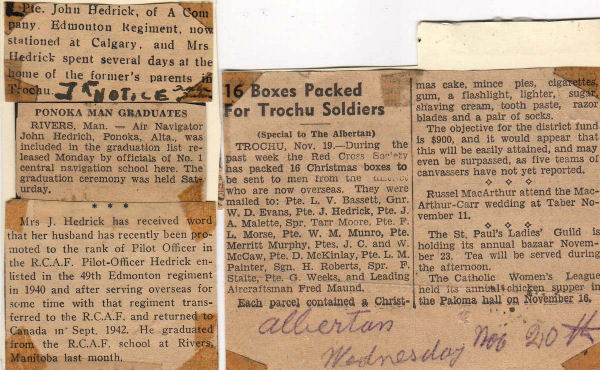 Pte. John Hedrick, of A Com
pany, Edmonton Regiment, now
stationed at Calgary, and Mrs
Hedrick spent several days at the
home of the former's parents in
Trochu.
NOTICE
PONOKA MAN GRADUATES
RIVERS, Man. — Air Navigator
John Hedrich, Ponoka, Alta., was
included in the graduation list re-
leased Monday by officials of No. 1
central navigation school here. The
graduation ceremony was held Sat-
urday.
* * *
Mrs J. Hedrick has received word
that her husband has recently been pro-
moted to the rank of Pilot Officer in
the R.C.A.F. Pilot-Officer Hedrick en-
listed in the 49th Edmonton regiment
in 1940 and after serving overseas for
some time with that regiment trans-
ferred to the R.C.A.F. and returned to
Canada in Sept. 1942. He graduated
from the R.C.A.F. school at Rivers,
Manitoba last month.
16 Boxes Packed
For Trochu Soldiers
(Special to The Albertan)
TROCHU, Nov. 19.—During the
past week the Red Cross Society
has packed 16 Christmas boxes to
be sent to men from the
who are now overseas. They were
mailed to: Pte. L. V. Bassett, Gnr.
W. D. Evans, Pte. J. Hedrick, Pte. J.
A. Malette, Spr. Tarr Moore, Pte. F.
L. Morse, Pte. W. M. Munro, Pte.
Merritt Murphy, Ptes. J. C. and W.
McCaw, Pte. D. McKinlay, Pte. L. M.
Painter, Sgn. H. Roberts, Spr. F.
Stalte, Pte. G. Weeks, and Leading
Aircraftsman Fred Maund.
Each parcel contained a Christ-
mas cake, mince pies, cigarettes,
gum, a flashlight, lighter, sugar,
shaving cream, tooth paste, razor
blades and a pair of socks.
The objective for the district fund
is $900, and it would appear that
this will be easily attained, and may
even be surpassed, as five teams of
canvassers have not yet reported.
◇ ◇ ◇
Russel MacArthur attend the Mac-
Arthur-Carr wedding at Taber No-
vember 11.
◇ ◇ ◇
The St. Paul's Ladies' Guild is
holding its annual bazaar Novem-
ber 23. Tea will be served during
the afternoon.
The Catholic Women's League
held its annual chicken supper in
the Paloma hall on November 16.
Albertan
Wednesday Nov 20th